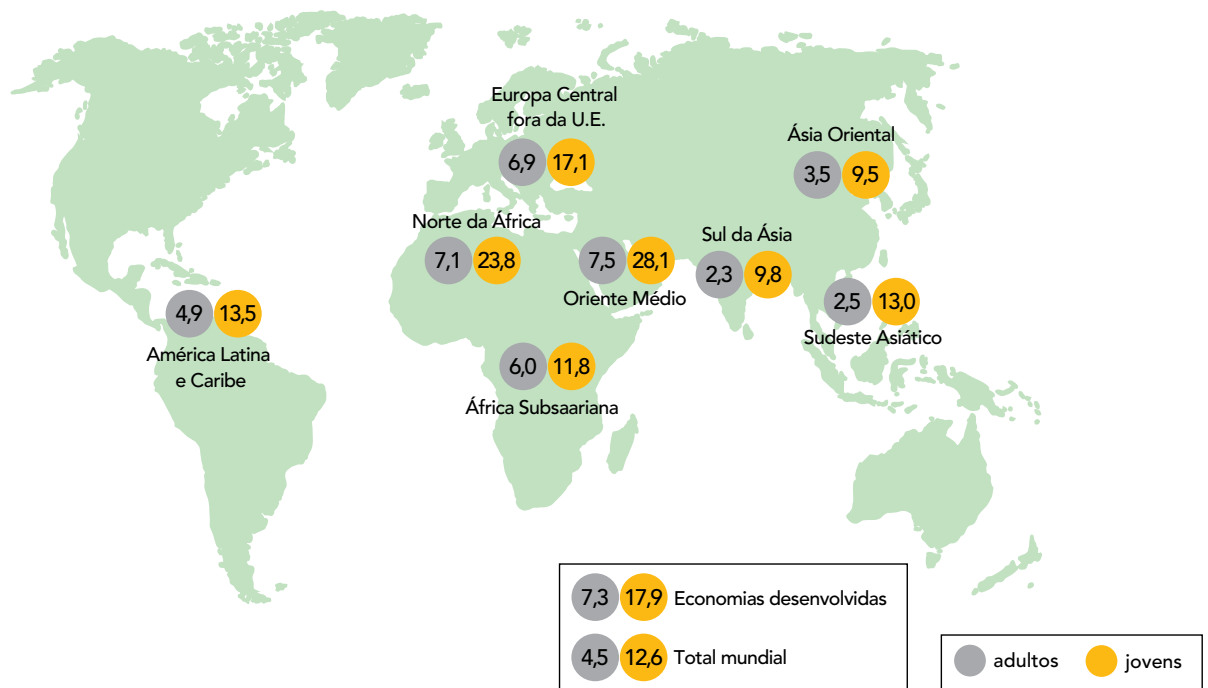 Europa Central
fora da U.E.
6,9 17,1
Ásia Oriental
3,5 9,5
Norte da África
7,1 23,8
7,5 28,1
Oriente Médio
Sul da Ásia
2,3 9,8
2,5 13,0
Sudeste Asiático
4,9 13,5
América Latina
e Caribe
6,0 11,8
África Subsaariana
7,3 17,9 Economias desenvolvidas
4,5 12,6 Total mundial
adultos jovens